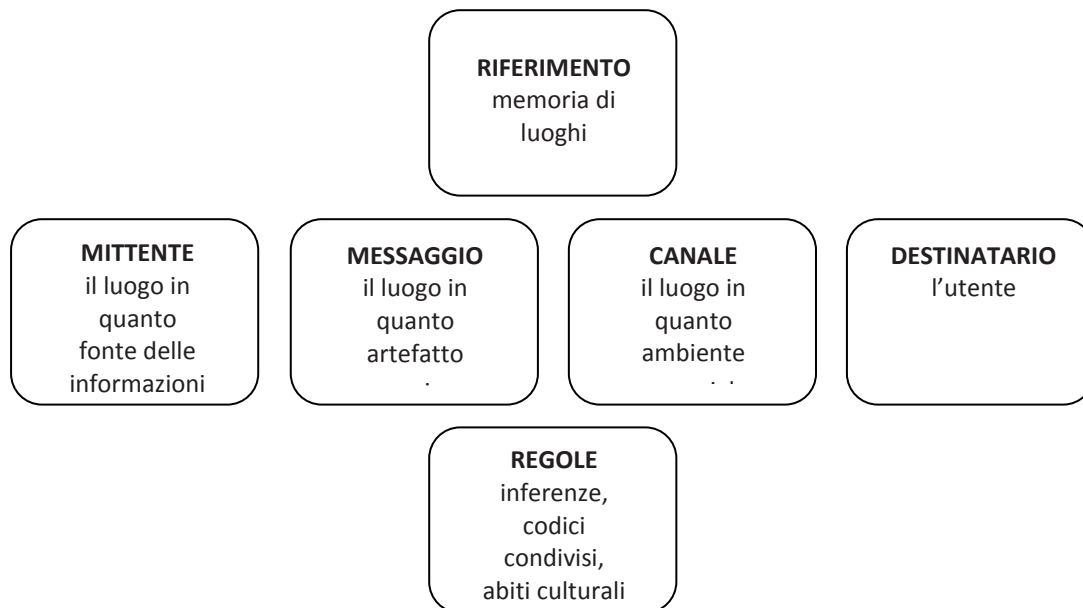 RIFERIMENTO
memoria di
luoghi
MITTENTE
il luogo in
quanto
fonte delle
informazioni
MESSAGGIO
il luogo in
quanto
artefatto
CANALE
il luogo in
quanto
ambiente
DESTINATARIO
l’utente
REGOLE
inferenze,
codici
condivisi,
abiti culturali